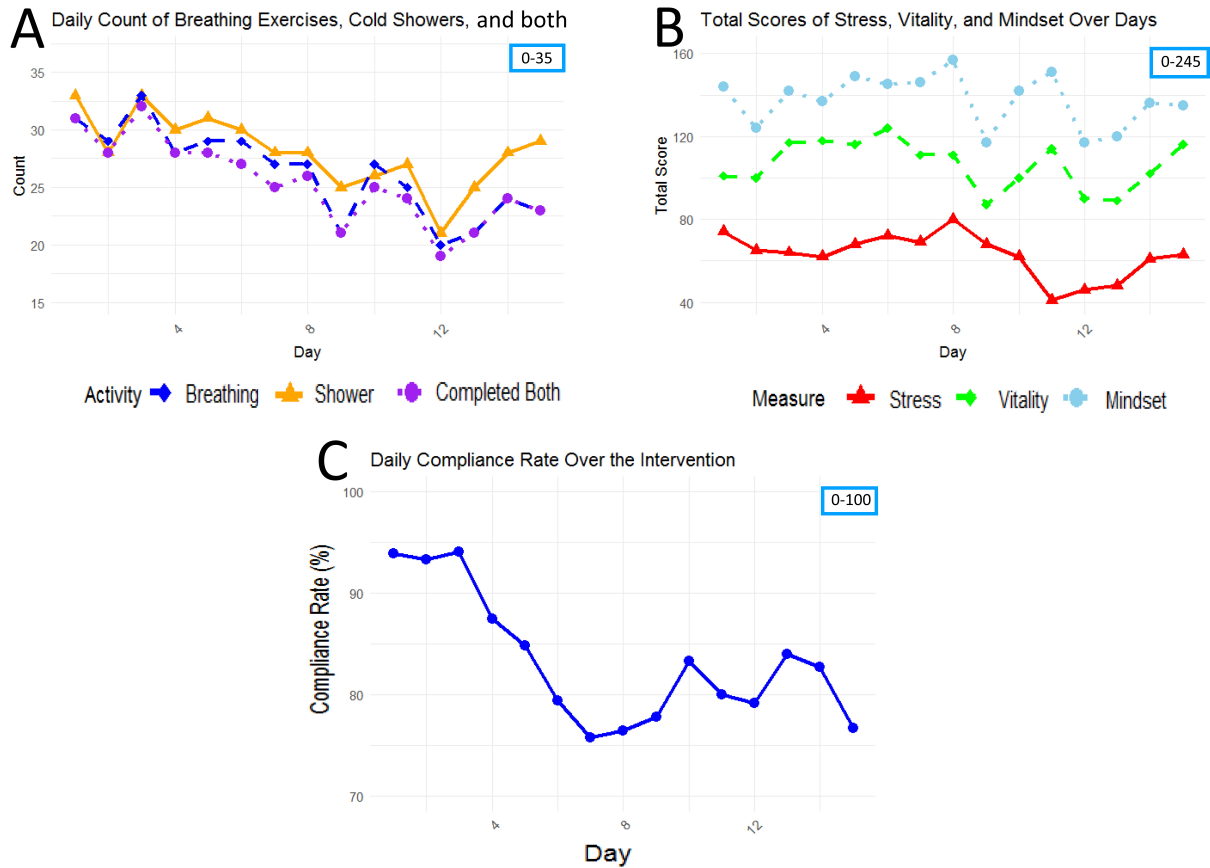 A
Daily Count of Breathing Exercises, Cold Showers, and both
0-35
35
30
25
20
15
Count
4
8
12
Day
Activity Breathing Shower Completed Both
B
Total Scores of Stress, Vitality, and Mindset Over Days
0-245
160
120
80
40
Total Score
4
8
12
Day
Measure Stress Vitality Mindset
C
Daily Compliance Rate Over the Intervention
0-100
100
90
80
70
Compliance Rate (%)
4
8
12
Day